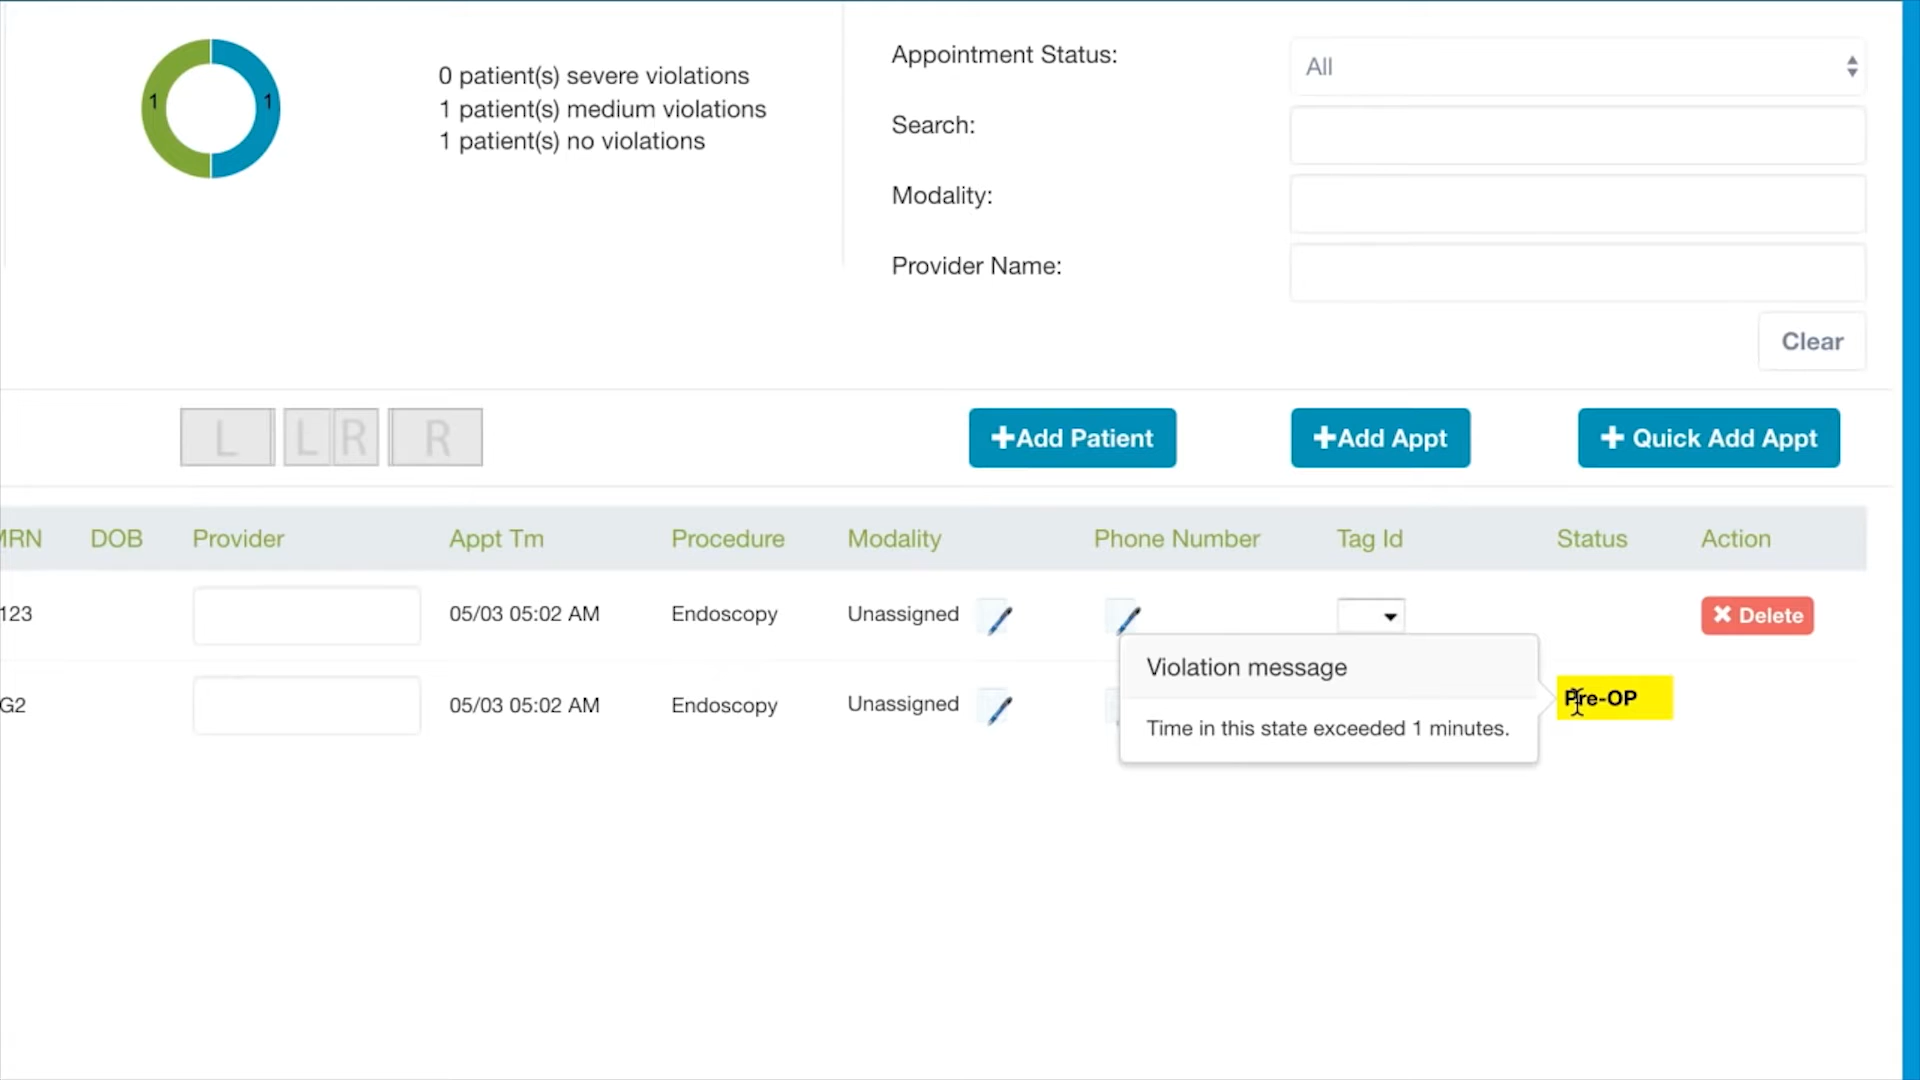 1 1
0 patient(s) severe violations
1 patient(s) medium violations
1 patient(s) no violations
Appointment Status:
All
Search:
Modality:
Provider Name:
Clear
L L R R
+Add Patient
+Add Appt
+ Quick Add Appt
MRN DOB Provider Appt Tm Procedure Modality Phone Number Tag Id Status Action
123 05/03 05:02 AM Endoscopy Unassigned Delete
G2 05/03 05:02 AM Endoscopy Unassigned Pre-OP
Violation message
Time in this state exceeded 1 minutes.